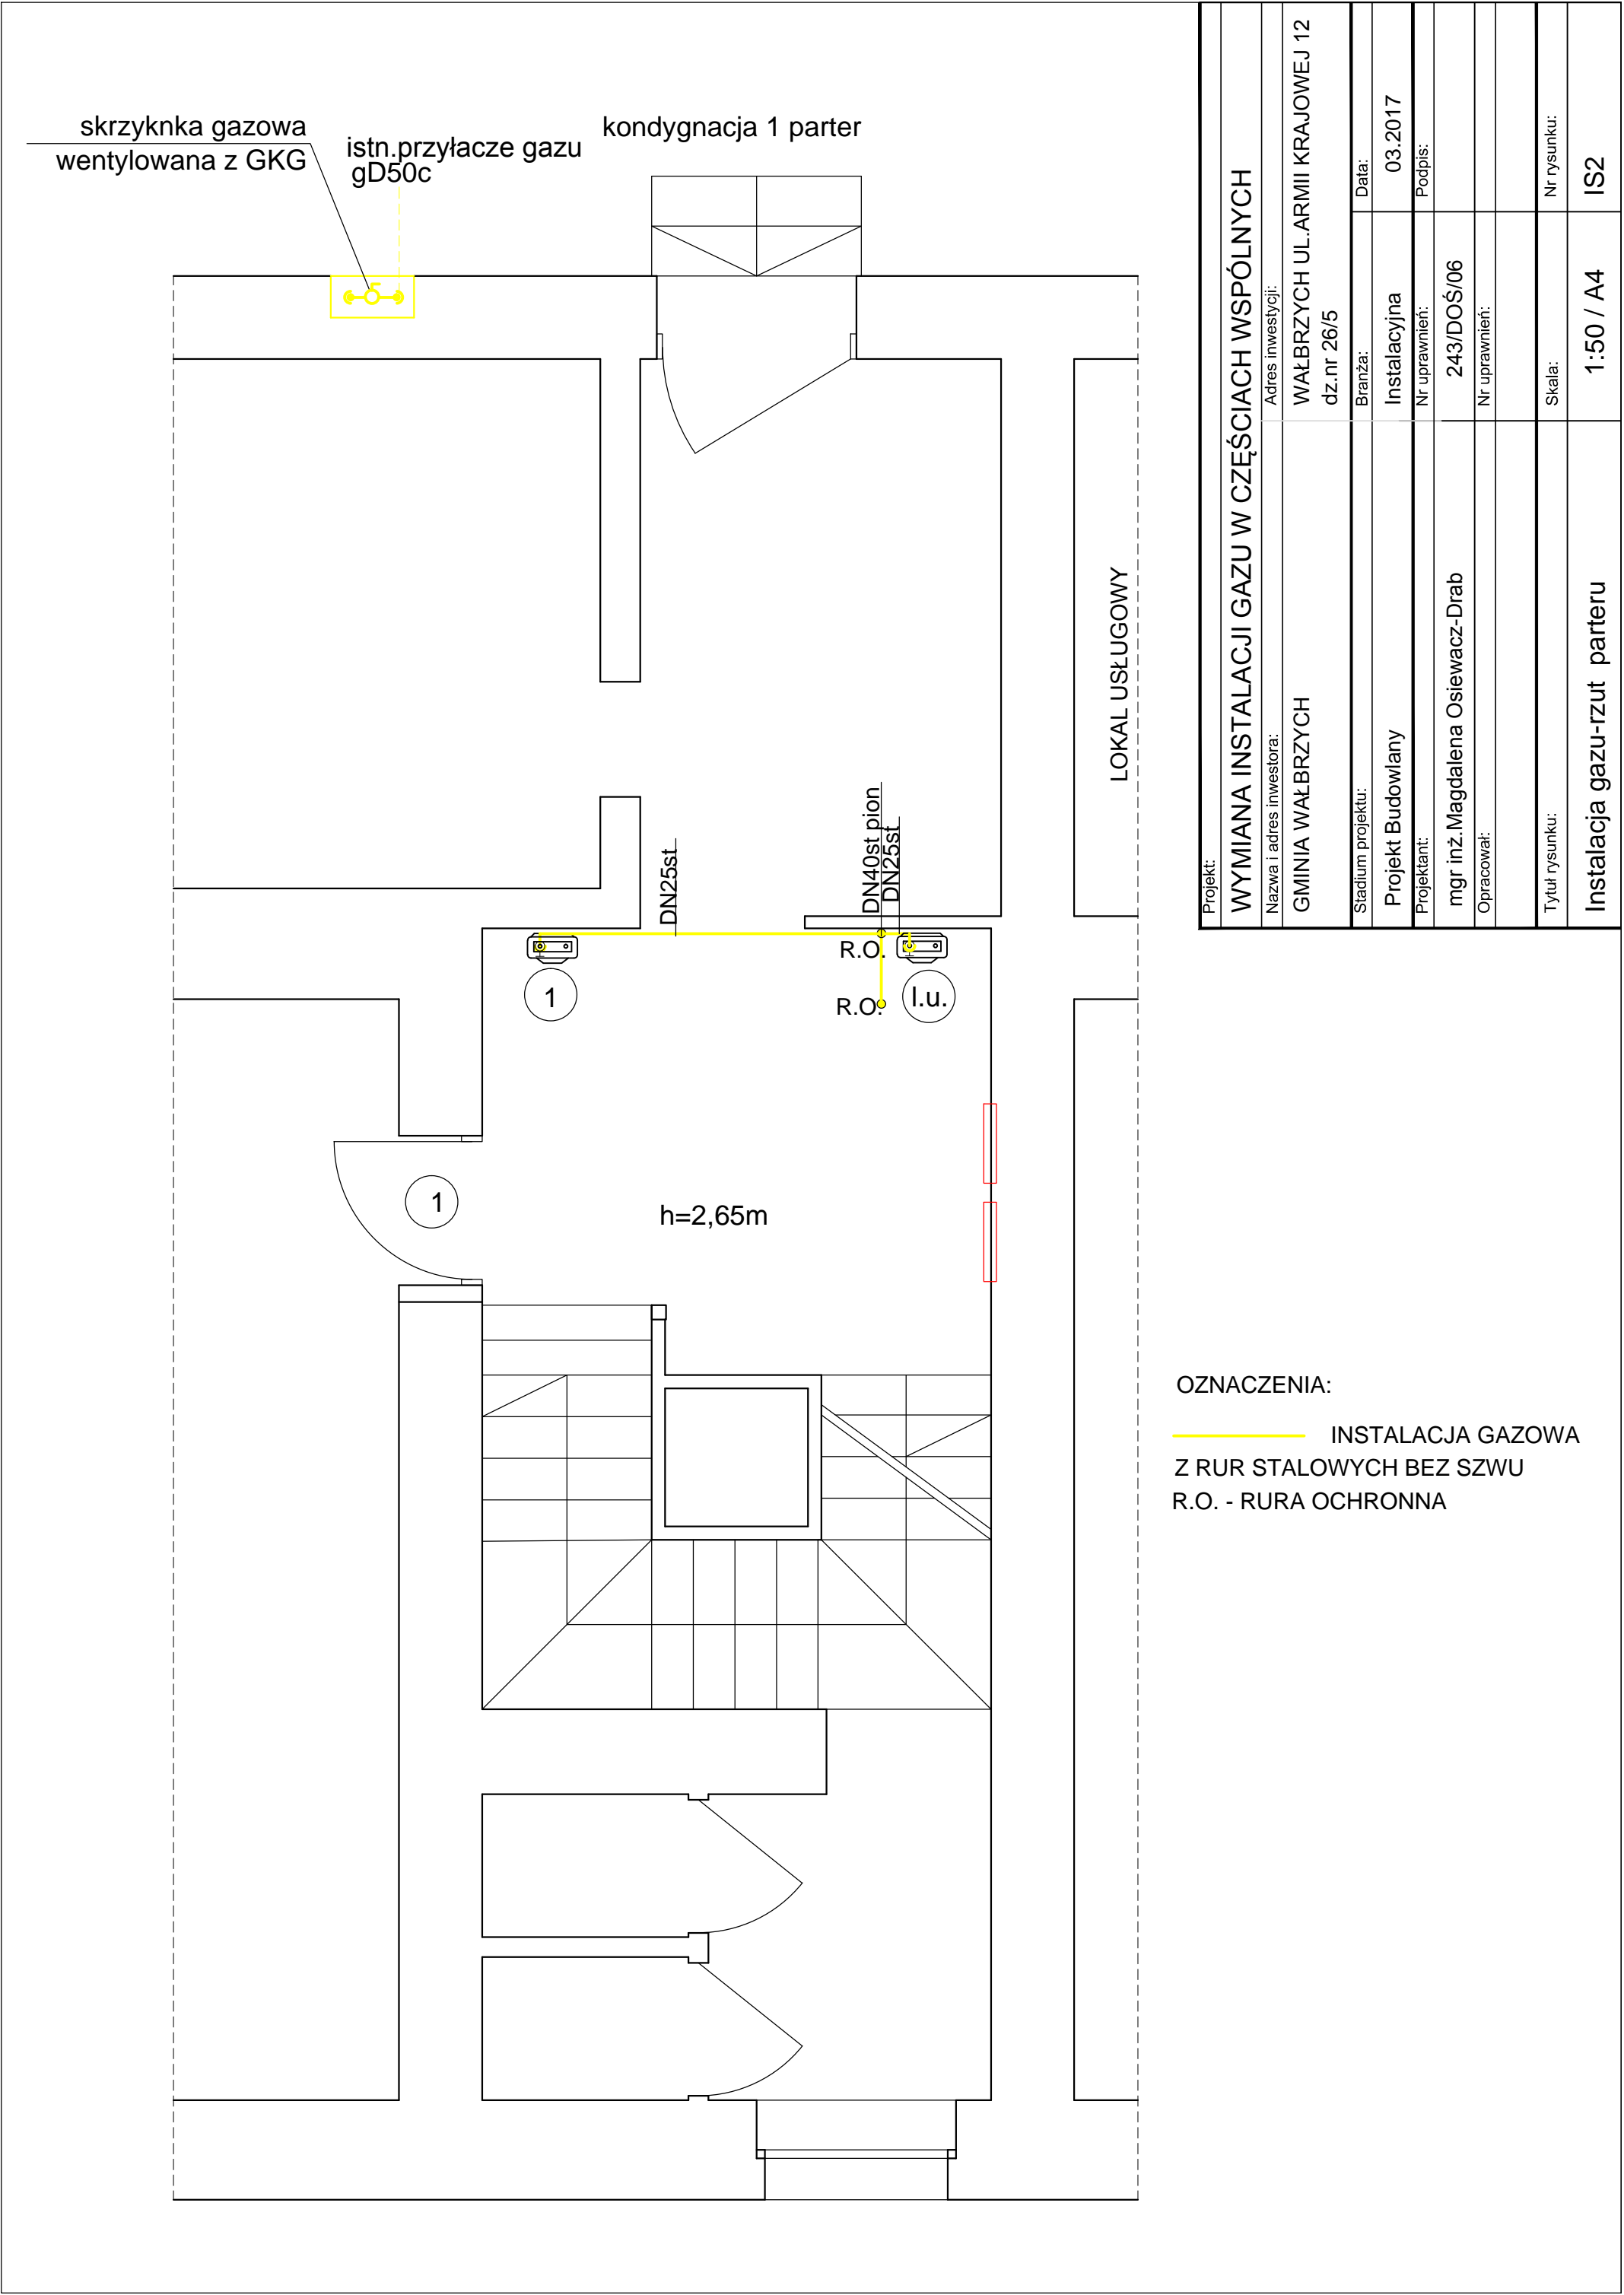 skrzyknka gazowa
wentylowana z GKG
istn.przyłacze gazu
gD50c
kondygnacja 1 parter
LOKAL USŁUGOWY
DN25st
DN40st pion
DN25st
R.O.
R.O.
1
l.u.
1
h=2,65m
OZNACZENIA:
INSTALACJA GAZOWA
Z RUR STALOWYCH BEZ SZWU
R.O. - RURA OCHRONNA
Projekt:
WYMIANA INSTALACJI GAZU W CZĘŚCIACH WSPÓLNYCH
Nazwa i adres inwestora:
GMINIA WAŁBRZYCH
Adres inwestycji:
WAŁBRZYCH UL.ARMII KRAJOWEJ 12
dz.nr 26/5
Stadium projektu:
Projekt Budowlany
Branża:
Instalacyjna
Data:
03.2017
Projektant:
mgr inż.Magdalena Osiewacz-Drab
Nr uprawnień:
243/DOŚ/06
Podpis:
Opracował:
Nr uprawnień:
Tytuł rysunku:
Instalacja gazu-rzut parteru
Skala:
1:50 / A4
Nr rysunku:
IS2